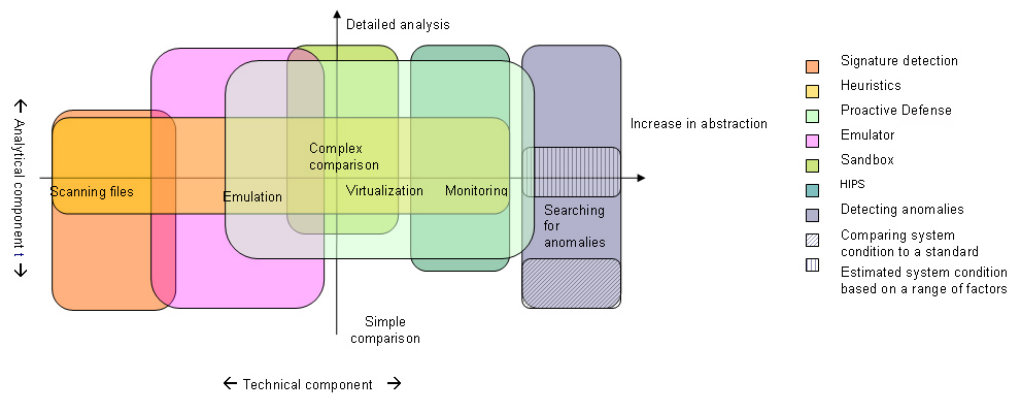 Detailed analysis
Signature detection
Heuristics
Proactive Defense
Emulator
Sandbox
HIPS
Detecting anomalies
Comparing system
condition to a standard
Estimated system condition
based on a range of factors
Increase in abstraction
Analytical component t
Complex
comparison
Scanning files
Emulation
Virtualization
Monitoring
Searching
for
anomalies
Simple
comparison
Technical component